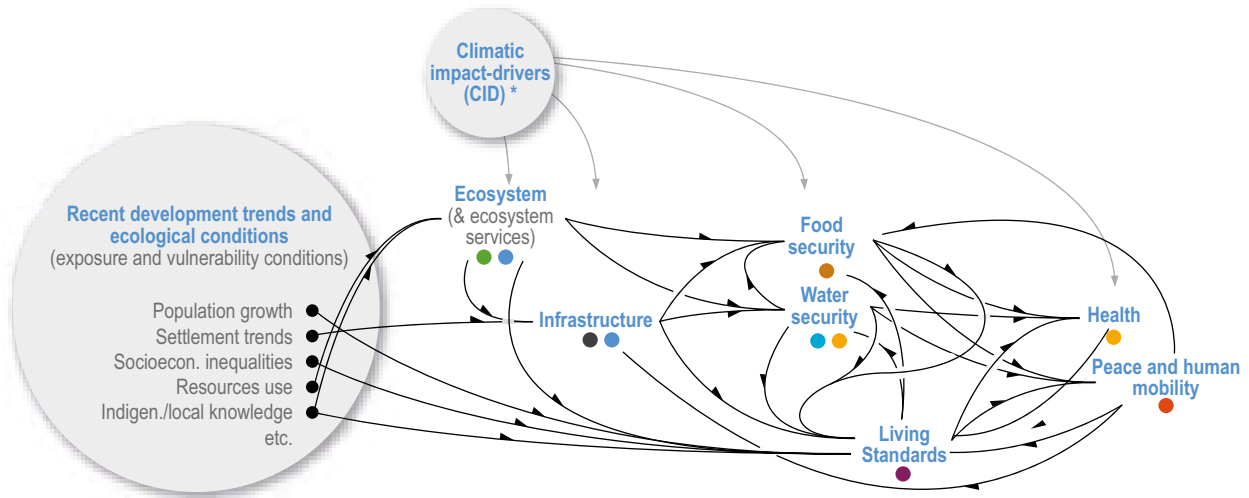 Climatic
impact-drivers
(CID) *
Recent development trends and
ecological conditions
(exposure and vulnerability conditions)
Population growth
Settlement trends
Socioecon. inequalities
Resources use
Indigen./local knowledge
etc.
Ecosystem
(& ecosystem
services)
Infrastructure
Food
security
Water
security
Living
Standards
Health
Peace and human
mobility